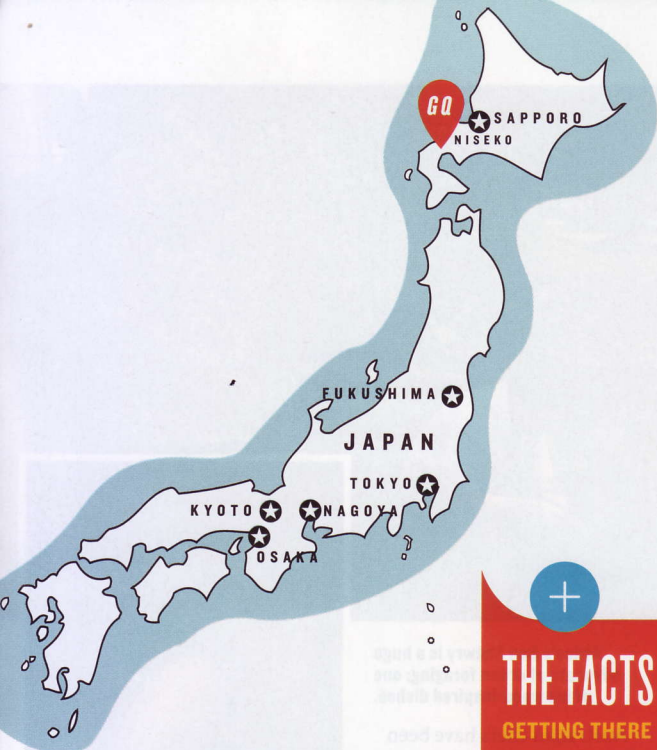 GQ
SAPPORO
NISEKO
FUKUSHIMA
JAPAN
TOKYO
KYOTO
NAGOYA
OSAKA
+
THE FACTS
GETTING THERE